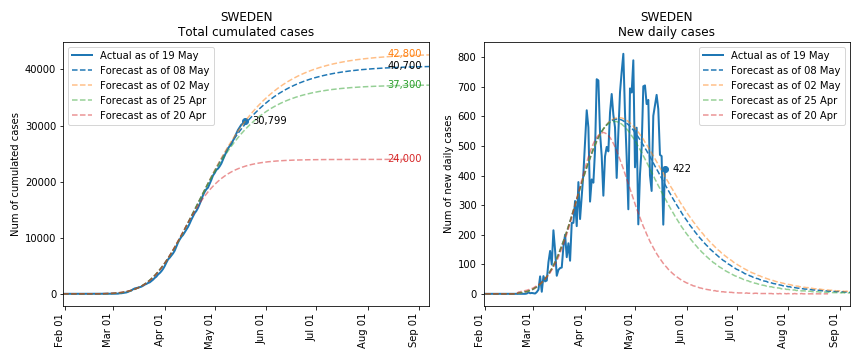 SWEDEN
Total cumulated cases
Num of cumulated cases
40000
30000
20000
10000
0
Actual as of 19 May
Forecast as of 08 May
Forecast as of 02 May
Forecast as of 25 Apr
Forecast as of 20 Apr
42,800
40,700
37,300
30,799
24,000
Feb 01
Mar 01
Apr 01
May 01
Jun 01
Jul 01
Aug 01
Sep 01
SWEDEN
New daily cases
Num of new daily cases
800
700
600
500
400
300
200
100
0
Actual as of 19 May
Forecast as of 08 May
Forecast as of 02 May
Forecast as of 25 Apr
Forecast as of 20 Apr
422
Feb 01
Mar 01
Apr 01
May 01
Jun 01
Jul 01
Aug 01
Sep 01